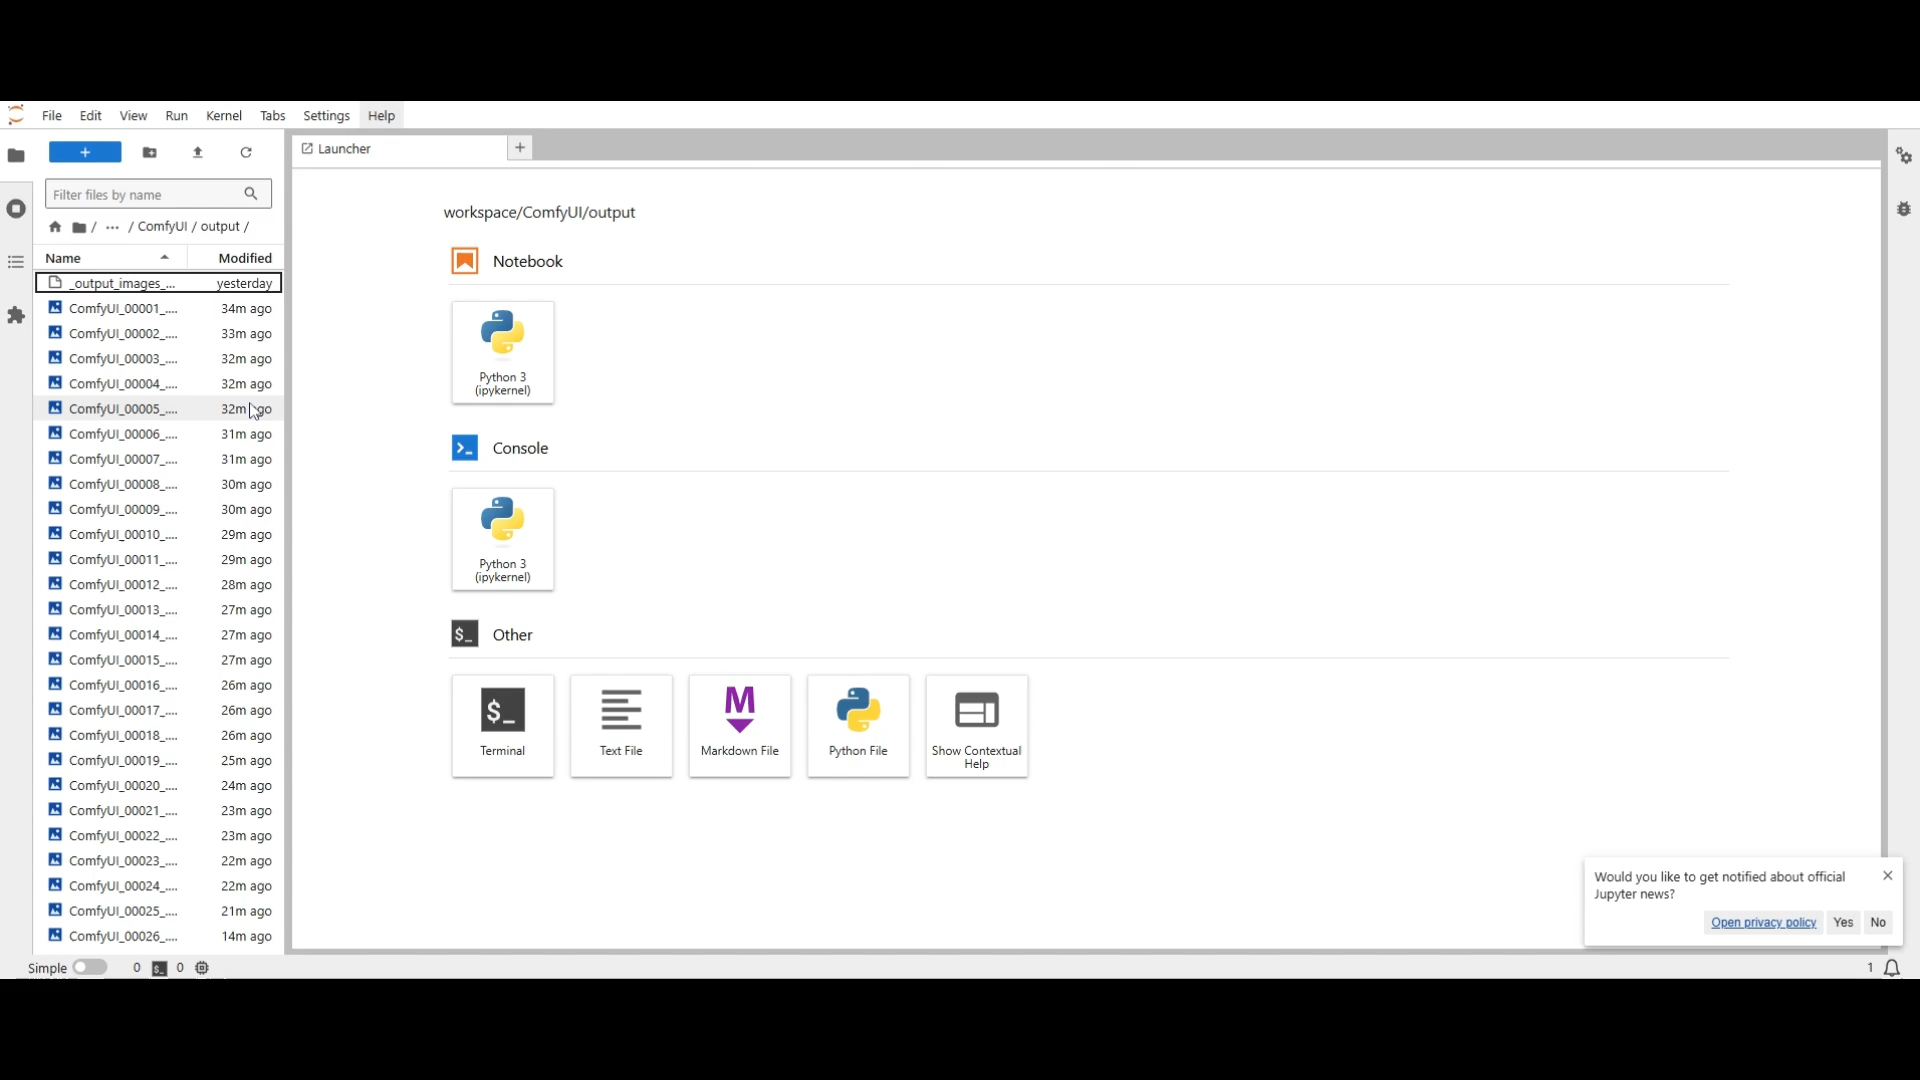 File Edit View Run Kernel Tabs Settings Help
+
Launcher
+
Filter files by name
/ ... / ComfyUI / output /
Name Modified
_output_images_... yesterday
ComfyUI_00001_.... 34m ago
ComfyUI_00002_.... 33m ago
ComfyUI_00003_.... 32m ago
ComfyUI_00004_.... 32m ago
ComfyUI_00005_.... 32m ago
ComfyUI_00006_.... 31m ago
ComfyUI_00007_.... 31m ago
ComfyUI_00008_.... 30m ago
ComfyUI_00009_.... 30m ago
ComfyUI_00010_.... 29m ago
ComfyUI_00011_.... 29m ago
ComfyUI_00012_.... 28m ago
ComfyUI_00013_.... 27m ago
ComfyUI_00014_.... 27m ago
ComfyUI_00015_.... 27m ago
ComfyUI_00016_.... 26m ago
ComfyUI_00017_.... 26m ago
ComfyUI_00018_.... 26m ago
ComfyUI_00019_.... 25m ago
ComfyUI_00020_.... 24m ago
ComfyUI_00021_.... 23m ago
ComfyUI_00022_.... 23m ago
ComfyUI_00023_.... 22m ago
ComfyUI_00024_.... 22m ago
ComfyUI_00025_.... 21m ago
ComfyUI_00026_.... 14m ago
workspace/ComfyUI/output
Notebook
Python 3
(ipykernel)
>_ Console
Python 3
(ipykernel)
$_ Other
$_
Terminal
Text File
M
Markdown File
Python File
Show Contextual
Help
Would you like to get notified about official
Jupyter news?
Open privacy policy Yes No
Simple 0 $_ 0
1